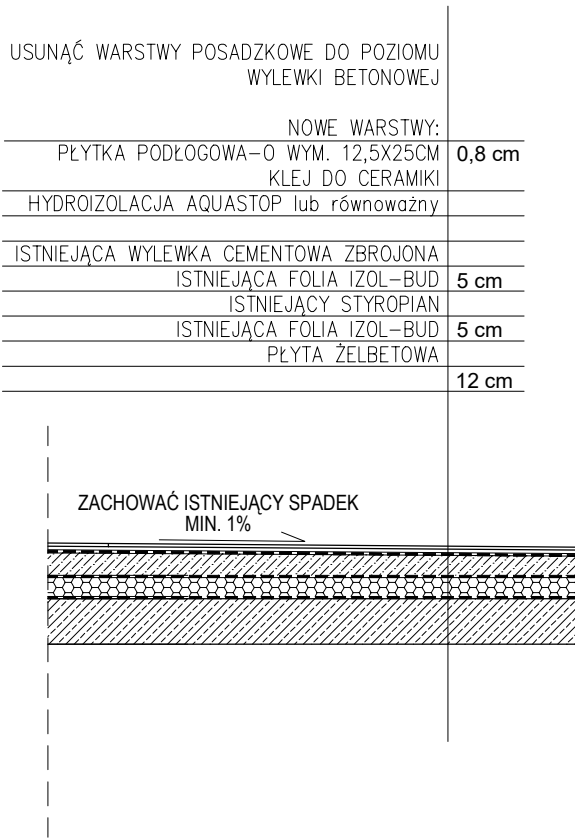 USUNĄĆ WARSTWY POSADZKOWE DO POZIOMU
WYLEWKI BETONOWEJ
NOWE WARSTWY:
PŁYTKA PODŁOGOWA-O WYM. 12,5X25CM 0,8 cm
KLEJ DO CERAMIKI
HYDROIZOLACJA AQUASTOP lub równoważny
ISTNIEJĄCA WYLEWKA CEMENTOWA ZBROJONA
ISTNIEJĄCA FOLIA IZOL-BUD 5 cm
ISTNIEJĄCY STYROPIAN
ISTNIEJĄCA FOLIA IZOL-BUD 5 cm
PŁYTA ŻELBETOWA
12 cm
ZACHOWAĆ ISTNIEJĄCY SPADEK
MIN. 1%